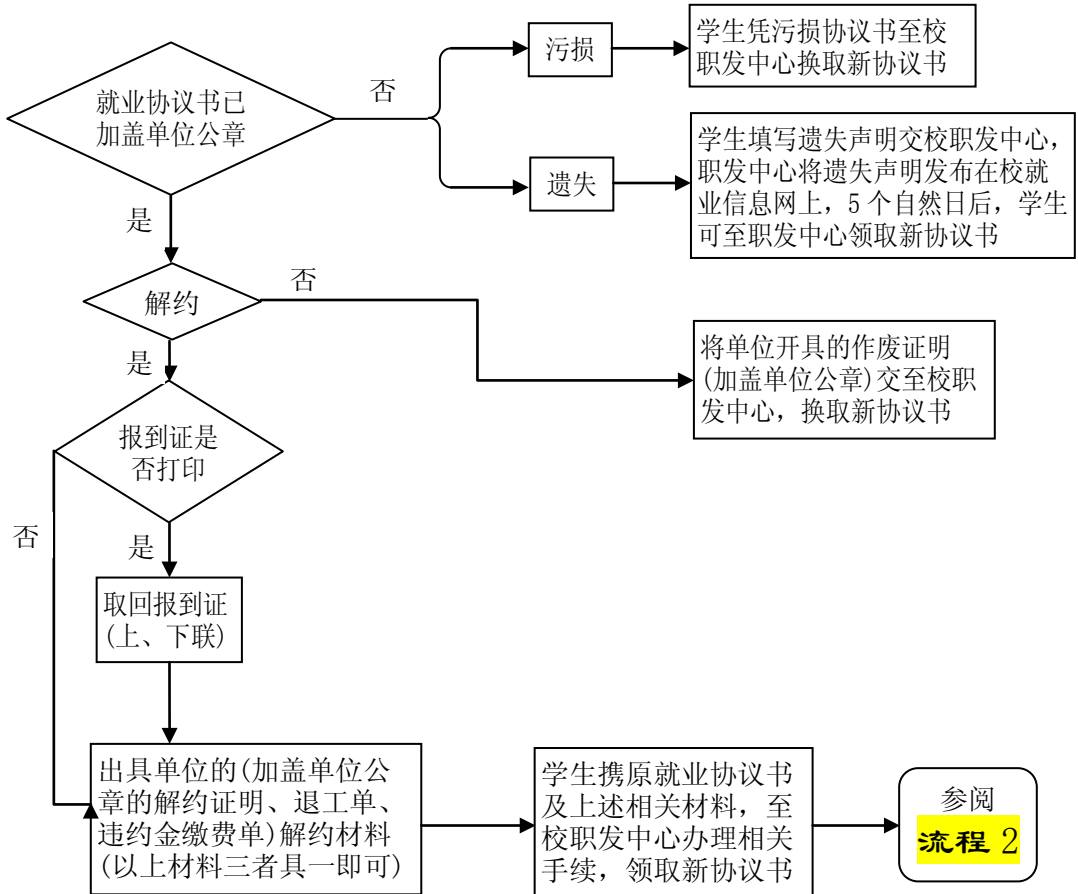 就业协议书已
加盖单位公章
否
污损
学生凭污损协议书至校
职发中心换取新协议书
遗失
学生填写遗失声明交校职发中心，
职发中心将遗失声明发布在校就
业信息网上，5个自然日后，学生
可至职发中心领取新协议书
是
解约
否
将单位开具的作废证明
(加盖单位公章)交至校职
发中心，换取新协议书
是
报到证是
否打印
否
是
取回报到证
(上、下联)
出具单位的(加盖单位公
章的解约证明、退工单、
违约金缴费单)解约材料
(以上材料三者具一即可)
学生携原就业协议书
及上述相关材料，至
校职发中心办理相关
手续，领取新协议书
参阅
流程 2